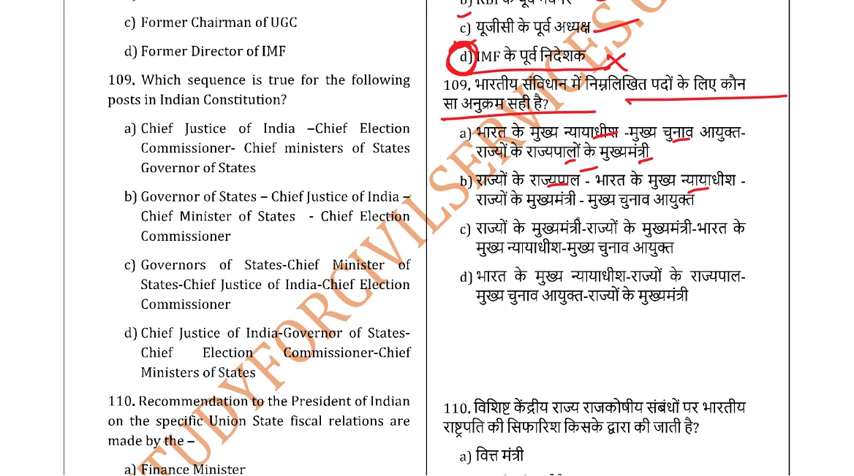 c) Former Chairman of UGC
d) Former Director of IMF
109. Which sequence is true for the following
posts in Indian Constitution?
a) Chief Justice of India –Chief Election
Commissioner- Chief ministers of States
Governor of States
b) Governor of States – Chief Justice of India –
Chief Minister of States - Chief Election
Commissioner
c) Governors of States-Chief Minister of
States-Chief Justice of India-Chief Election
Commissioner
d) Chief Justice of India-Governor of States-
Chief Election Commissioner-Chief
Ministers of States
110. Recommendation to the President of Indian
on the specific Union State fiscal relations are
made by the –
a) Finance Minister
b) RBI के पूर्व
c) यूजीसी के पूर्व अध्यक्ष
d) IMF के पूर्व निदेशक
109. भारतीय संविधान में निम्नलिखित पदों के लिए कौन
सा अनुक्रम सही है?
a) भारत के मुख्य न्यायाधीश -मुख्य चुनाव आयुक्त-
राज्यों के राज्यपालों के मुख्यमंत्री
b) राज्यों के राज्यपाल - भारत के मुख्य न्यायाधीश -
राज्यों के मुख्यमंत्री - मुख्य चुनाव आयुक्त
c) राज्यों के मुख्यमंत्री-राज्यों के मुख्यमंत्री-भारत के
मुख्य न्यायाधीश-मुख्य चुनाव आयुक्त
d) भारत के मुख्य न्यायाधीश-राज्यों के राज्यपाल-
मुख्य चुनाव आयुक्त-राज्यों के मुख्यमंत्री
110. विशिष्ट केंद्रीय राज्य राजकोषीय संबंधों पर भारतीय
राष्ट्रपति की सिफारिश किसके द्वारा की जाती है?
a) वित्त मंत्री
STUDYFORCIVILSERVICES.C